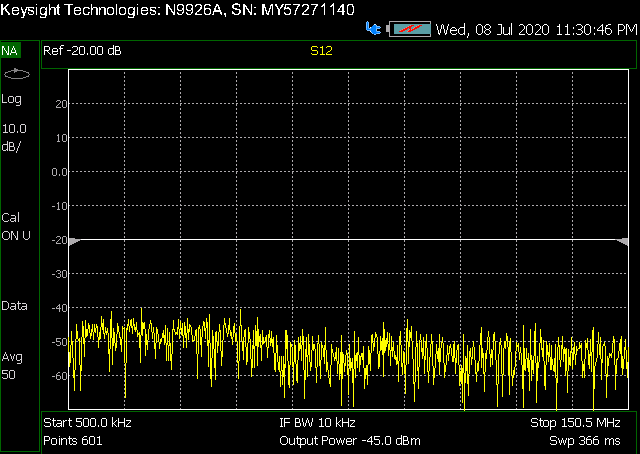 Keysight Technologies: N9926A, SN: MY57271140
Wed, 08 Jul 2020 11:30:46 PM
NA Ref -20.00 dB S12
Log
10.0
dB/
Cal
ON U
Data
Avg
50
20
10
0.0
-10
-20
-30
-40
-50
-60
Start 500.0 kHz IF BW 10 kHz Stop 150.5 MHz
Points 601 Output Power -45.0 dBm Swp 366 ms